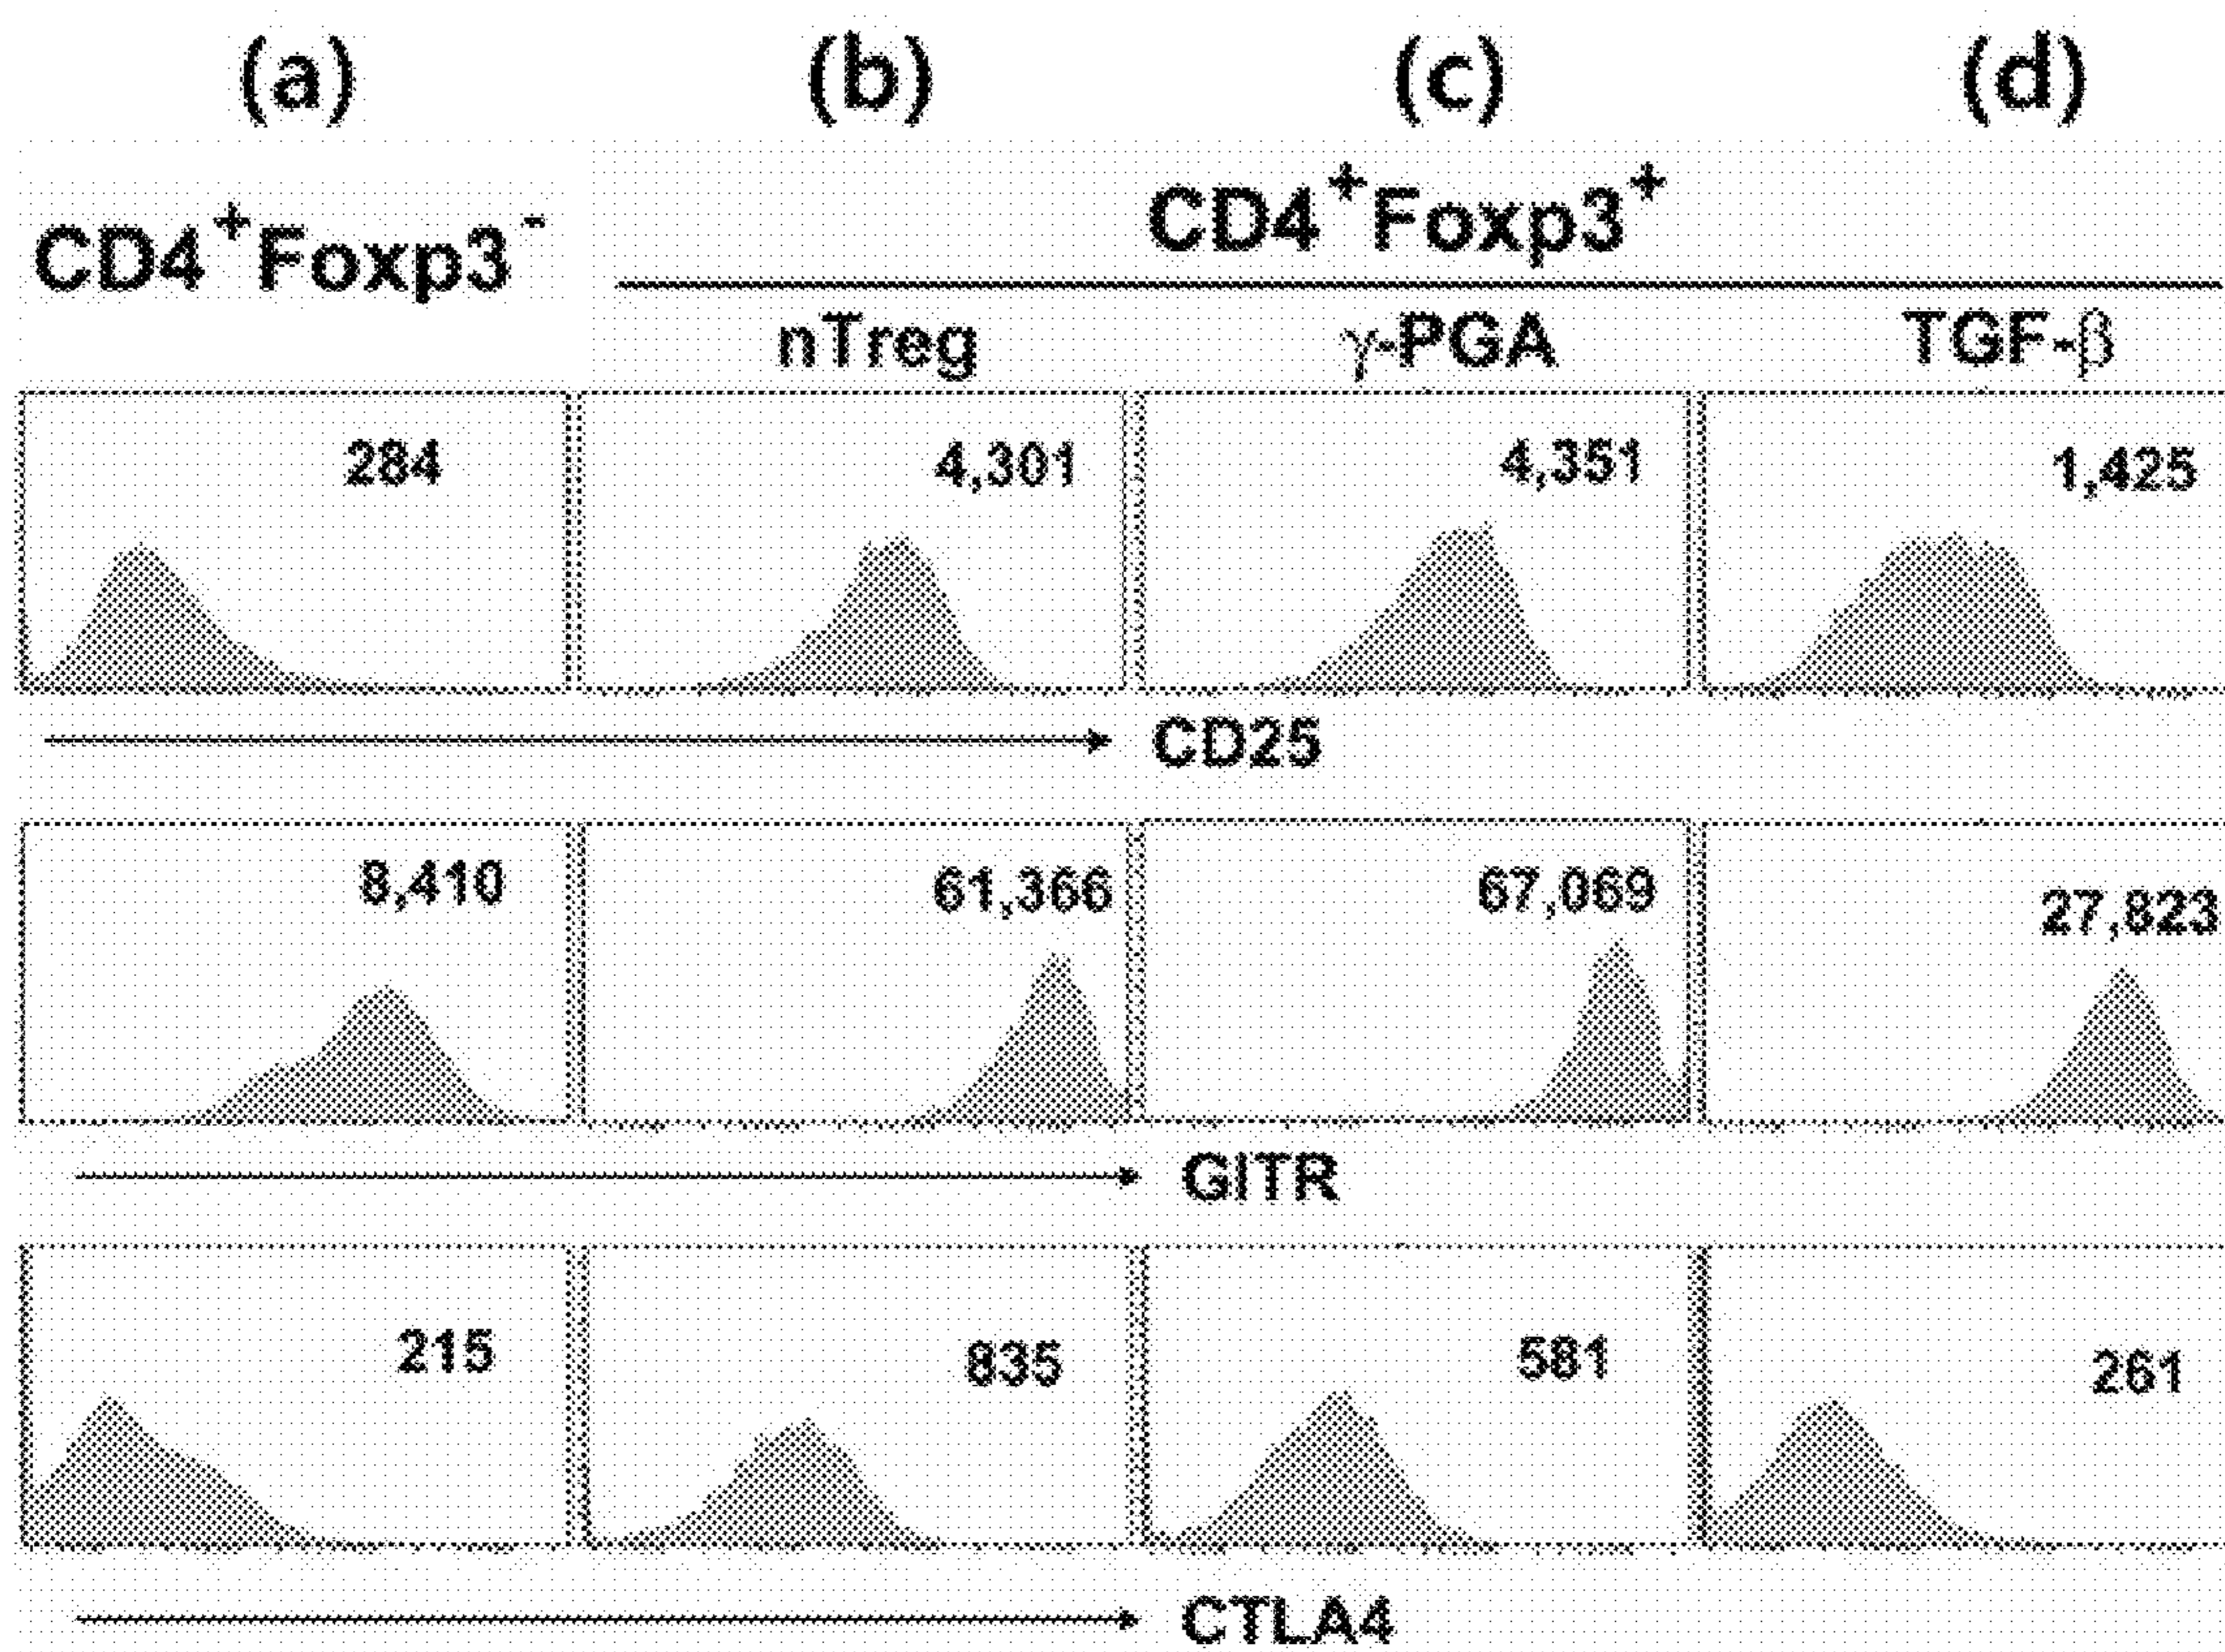 (a) (b) (c) (d)
CD4⁺Foxp3⁻
CD4⁺Foxp3⁺
nTreg γ-PGA TGF-β
284 4,301 4,351 1,425
CD25
8,410 61,366 67,069 27,823
GITR
215 835 581 261
CTLA4